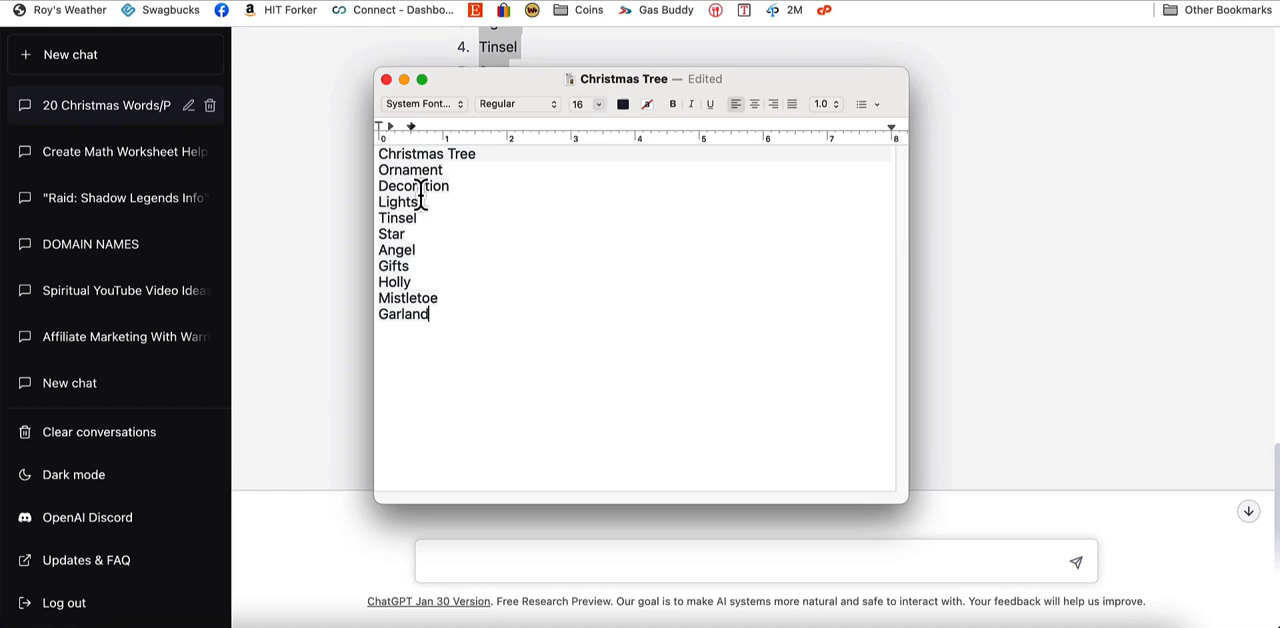 Roy's Weather Swagbucks HIT Forker Connect - Dashbo... Coins Gas Buddy 2M Other Bookmarks
New chat
20 Christmas Words/P
Create Math Worksheet Help
"Raid: Shadow Legends Info"
DOMAIN NAMES
Spiritual YouTube Video Ideas
Affiliate Marketing With Warr
New chat
Clear conversations
Dark mode
OpenAI Discord
Updates & FAQ
Log out
4. Tinsel
Christmas Tree — Edited
System Font... Regular 16 a B I U 1.0
0 1 2 3 4 5 6 7 8
Christmas Tree
Ornament
Decoration
Lights
Tinsel
Star
Angel
Gifts
Holly
Mistletoe
Garland
ChatGPT Jan 30 Version. Free Research Preview. Our goal is to make AI systems more natural and safe to interact with. Your feedback will help us improve.